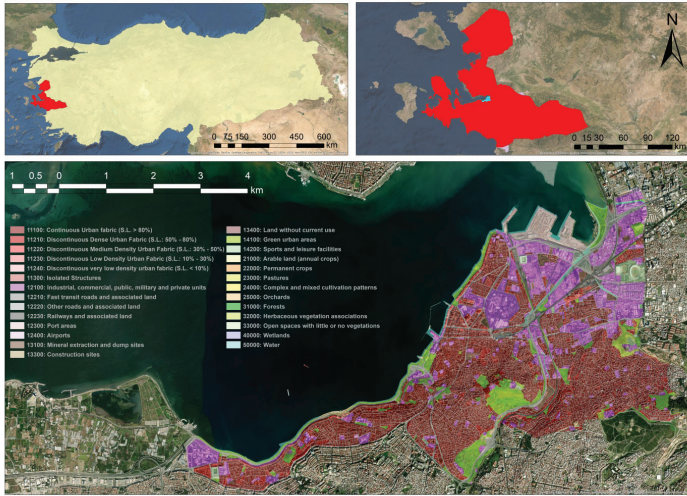 0 75 150 300 450 600
km
N
0 15 30 60 90 120
km
1 0.5 0 1 2 3 4
km
11100: Continuous Urban fabric (S.L. > 80%)
11210: Discontinuous Dense Urban Fabric (S.L.: 50% - 80%)
11220: Discontinuous Medium Density Urban Fabric (S.L.: 30% - 50%)
11230: Discontinuous Low Density Urban Fabric (S.L.: 10% - 30%)
11240: Discontinuous very low density urban fabric (S.L. < 10%)
11300: Isolated Structures
12100: Industrial, commercial, public, military and private units
12210: Fast transit roads and associated land
12220: Other roads and associated land
12230: Railways and associated land
12300: Port areas
12400: Airports
13100: Mineral extraction and dump sites
13300: Construction sites
13400: Land without current use
14100: Green urban areas
14200: Sports and leisure facilities
21000: Arable land (annual crops)
22000: Permanent crops
23000: Pastures
24000: Complex and mixed cultivation patterns
25000: Orchards
31000: Forests
32000: Herbaceous vegetation associations
33000: Open spaces with little or no vegetations
40000: Wetlands
50000: Water